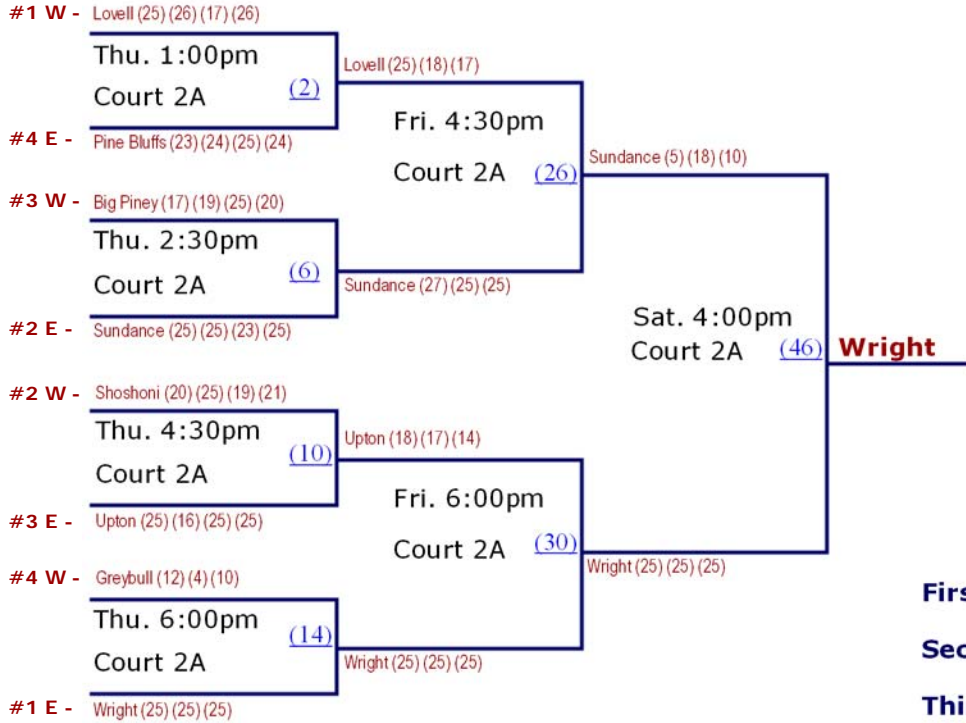 #1 W - Lovell (25) (26) (17) (26)
Thu. 1:00pm
Court 2A (2)
#4 E - Pine Bluffs (23) (24) (25) (24)
Lovell (25) (18) (17)
Fri. 4:30pm
Court 2A (26)
#3 W - Big Piney (17) (19) (25) (20)
Thu. 2:30pm
Court 2A (6)
#2 E - Sundance (25) (25) (23) (25)
Sundance (27) (25) (25)
Sundance (5) (18) (10)
Sat. 4:00pm
Court 2A (46)
Wright
#2 W - Shoshoni (20) (25) (19) (21)
Thu. 4:30pm
Court 2A (10)
#3 E - Upton (25) (16) (25) (25)
Upton (18) (17) (14)
Fri. 6:00pm
Court 2A (30)
#4 W - Greybull (12) (4) (10)
Thu. 6:00pm
Court 2A (14)
#1 E - Wright (25) (25) (25)
Wright (25) (25) (25)
Wright (25) (25) (25)
Firs
Sec
Thi